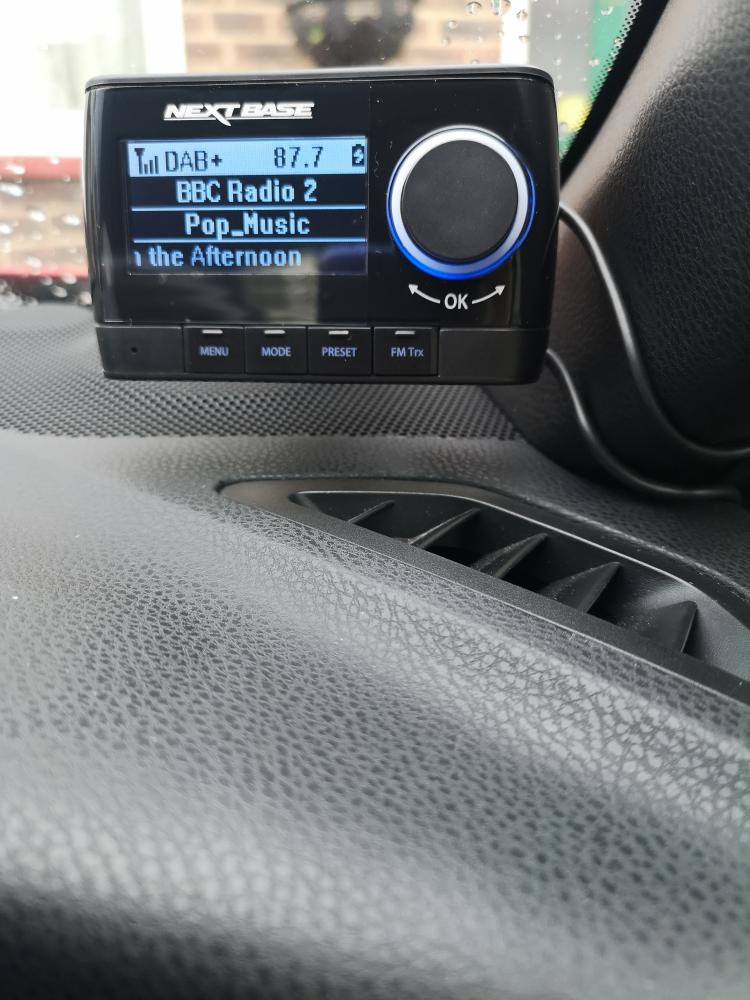 NEXTBASE
DAB+ 87.7
BBC Radio 2
Pop_Music
the Afternoon
OK
MENU MODE PRESET FM Trx